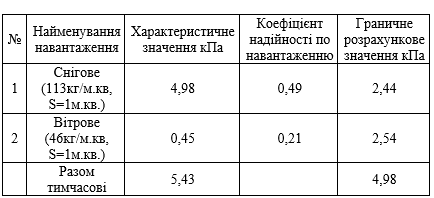 №
Найменування
навантаження
Характеристичне
значення кПа
Коефіцієнт
надійності по
навантаженню
Граничне
розрахункове
значення кПа
1
Снігове
(113кг/м.кв,
S=1м.кв.)
4,98
0,49
2,44
2
Вітрове
(46кг/м.кв,
S=1м.кв.)
0,45
0,21
2,54
Разом
тимчасові
5,43
4,98